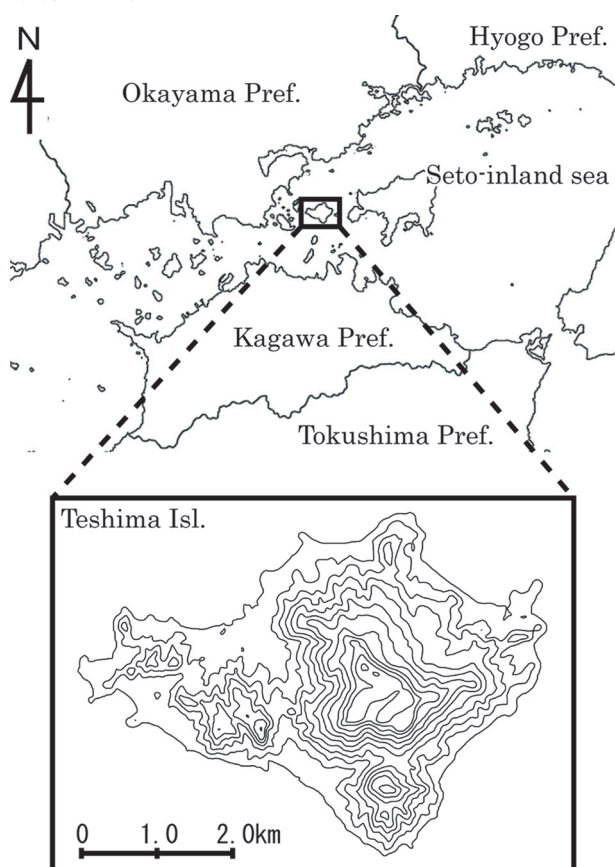 N
Hyogo Pref.
Okayama Pref.
Seto-inland sea
Kagawa Pref.
Tokushima Pref.
Teshima Isl.
0 1.0 2.0km